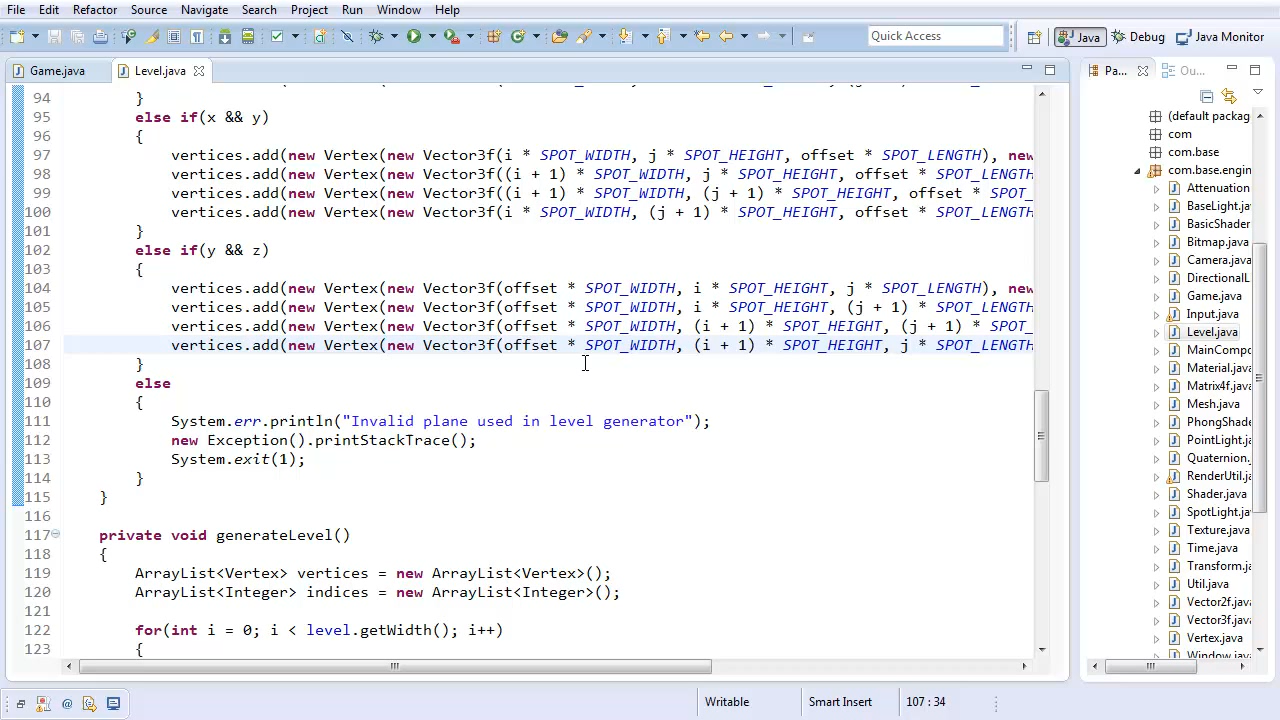 File Edit Refactor Source Navigate Search Project Run Window Help
Quick Access Java Debug Java Monitor
Game.java Level.java Pa... Ou...
94 }
95 else if(x && y)
96 {
97 vertices.add(new Vertex(new Vector3f(i * SPOT_WIDTH, j * SPOT_HEIGHT, offset * SPOT_LENGTH), new
98 vertices.add(new Vertex(new Vector3f((i + 1) * SPOT_WIDTH, j * SPOT_HEIGHT, offset * SPOT_LENGTH
99 vertices.add(new Vertex(new Vector3f((i + 1) * SPOT_WIDTH, (j + 1) * SPOT_HEIGHT, offset * SPOT_
100 vertices.add(new Vertex(new Vector3f(i * SPOT_WIDTH, (j + 1) * SPOT_HEIGHT, offset * SPOT_LENGTH
101 }
102 else if(y && z)
103 {
104 vertices.add(new Vertex(new Vector3f(offset * SPOT_WIDTH, i * SPOT_HEIGHT, j * SPOT_LENGTH), new
105 vertices.add(new Vertex(new Vector3f(offset * SPOT_WIDTH, i * SPOT_HEIGHT, (j + 1) * SPOT_LENGTH
106 vertices.add(new Vertex(new Vector3f(offset * SPOT_WIDTH, (i + 1) * SPOT_HEIGHT, (j + 1) * SPOT_
107 vertices.add(new Vertex(new Vector3f(offset * SPOT_WIDTH, (i + 1) * SPOT_HEIGHT, j * SPOT_LENGTH
108 }
109 else
110 {
111 System.err.println("Invalid plane used in level generator");
112 new Exception().printStackTrace();
113 System.exit(1);
114 }
115 }
116
117 private void generateLevel()
118 {
119 ArrayList<Vertex> vertices = new ArrayList<Vertex>();
120 ArrayList<Integer> indices = new ArrayList<Integer>();
121
122 for(int i = 0; i < level.getWidth(); i++)
123 {
(default packag
com
com.base
com.base.engin
Attenuation
BaseLight.ja
BasicShader
Bitmap.java
Camera.java
DirectionalL
Game.java
Input.java
Level.java
MainCompo
Material.java
Matrix4f.java
Mesh.java
PhongShade
PointLight.j
Quaternion.
RenderUtil.j
Shader.java
SpotLight.ja
Texture.java
Time.java
Transform.ja
Util.java
Vector2f.java
Vector3f.java
Vertex.java
Window.java
Writable Smart Insert 107 : 34